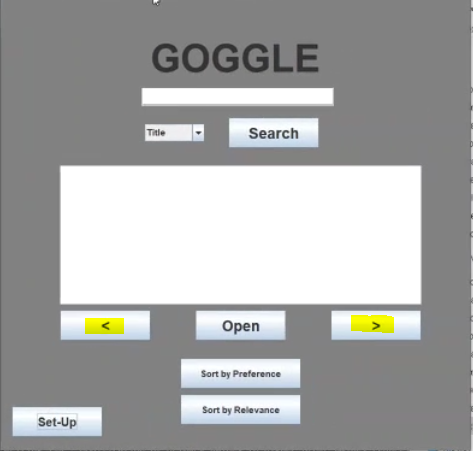 GOGGLE
Title
Search
<
Open
>
Sort by Preference
Sort by Relevance
Set-Up